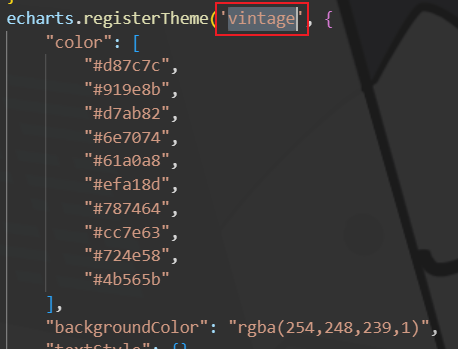 echarts.registerTheme('vintage', {
"color": [
"#d87c7c",
"#919e8b",
"#d7ab82",
"#6e7074",
"#61a0a8",
"#efa18d",
"#787464",
"#cc7e63",
"#724e58",
"#4b565b"
],
"backgroundColor": "rgba(254,248,239,1)",
"textStyle": {}